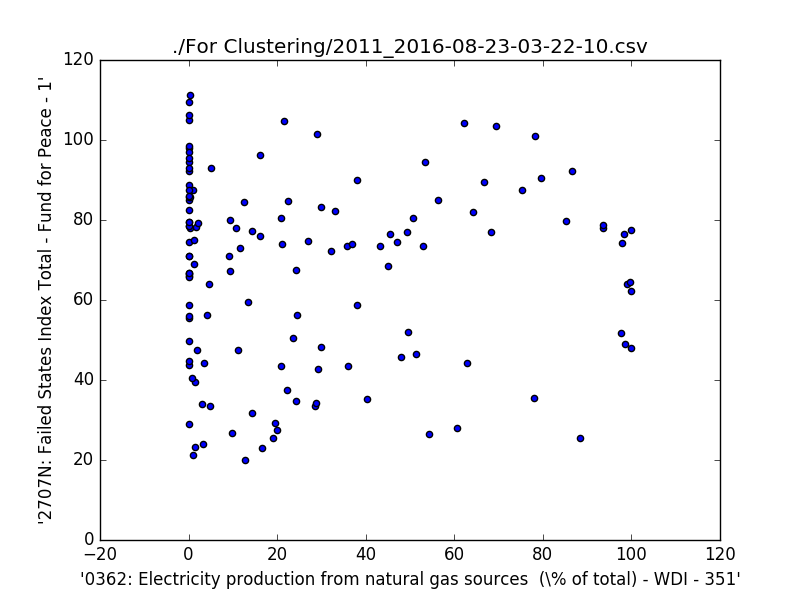 ./For Clustering/2011_2016-08-23-03-22-10.csv
120
100
80
60
40
20
0
'2707N: Failed States Index Total - Fund for Peace - 1'
−20 0 20 40 60 80 100 120
'0362: Electricity production from natural gas sources  (\% of total) - WDI - 351'